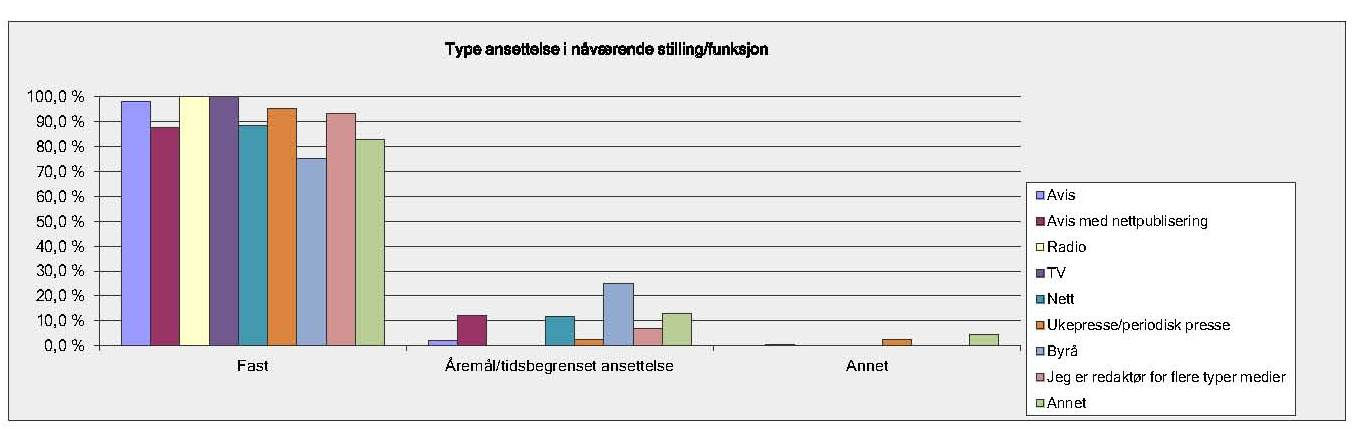 Type ansettelse i nåværende stilling/funksjon
100,0 %
90,0 %
80,0 %
70,0 %
60,0 %
50,0 %
40,0 %
30,0 %
20,0 %
10,0 %
0,0 %
Fast
Åremål/tidsbegrenset ansettelse
Annet
Avis
Avis med nettpublisering
Radio
TV
Nett
Ukepresse/periodisk presse
Byrå
Jeg er redaktør for flere typer medier
Annet